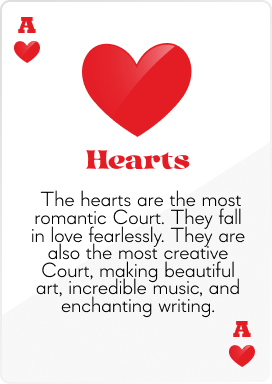 A
Hearts
The hearts are the most
romantic Court. They fall
in love fearlessly. They are
also the most creative
Court, making beautiful
art, incredible music, and
enchanting writing.
A